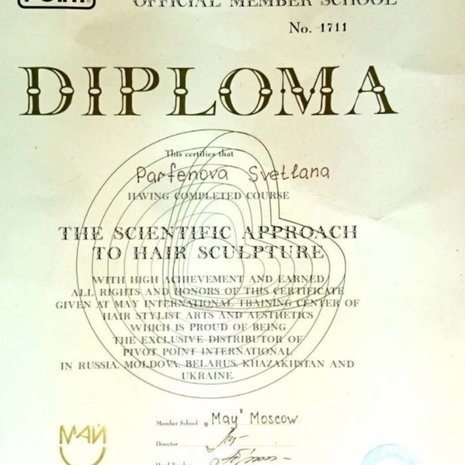 POINT
OFFICIAL MEMBER SCHOOL
No. 1711
DIPLOMA
This certifies that
Parfenova Svetlana
HAVING COMPLETED COURSE
THE SCIENTIFIC APPROACH
TO HAIR SCULPTURE
WITH HIGH ACHIEVEMENT AND EARNED
ALL RIGHTS AND HONORS OF THIS CERTIFICATE
GIVEN AT MAY INTERNATIONAL TRAINING CENTER OF
HAIR STYLIST ARTS AND AESTHETICS
WHICH IS PROUD OF BEING
THE EXCLUSIVE DISTRIBUTOR OF
PIVOT POINT INTERNATIONAL
IN RUSSIA, MOLDOVA, BELARUS, KHAZAKHSTAN AND
UKRAINE.
МАЙ
Member School „May" Moscow
Director